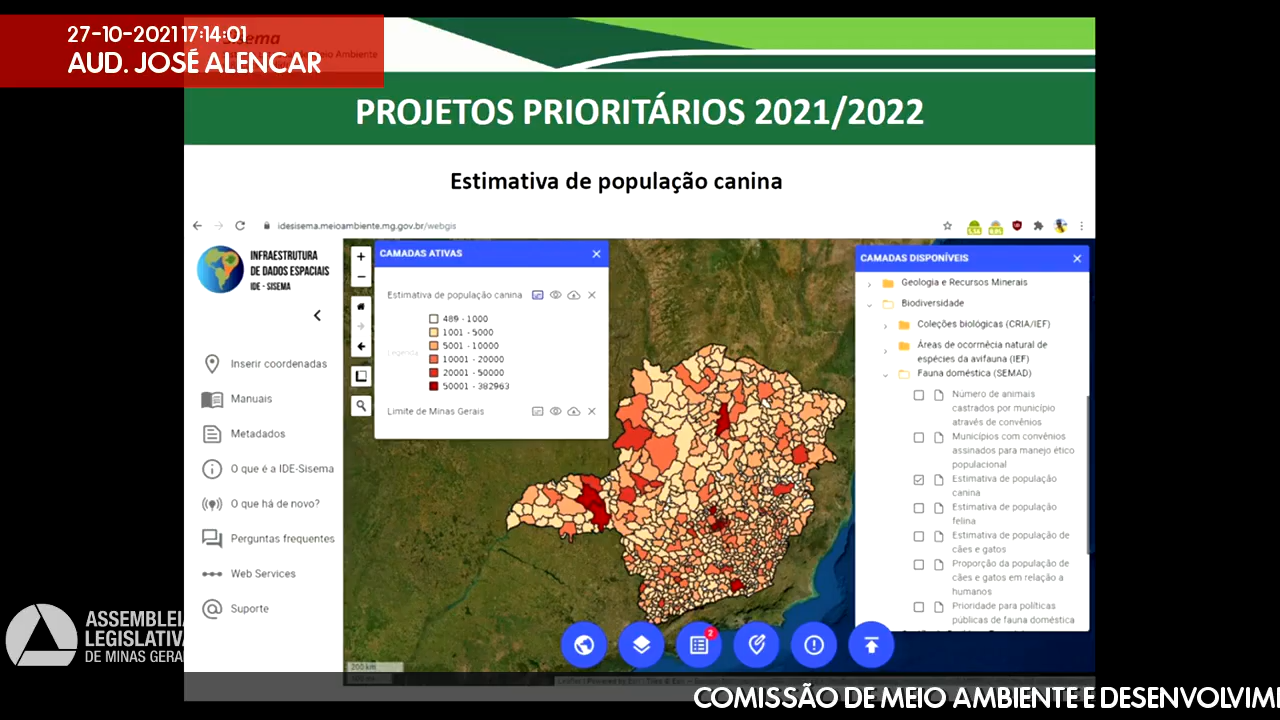 27-10-2021 17:14:01
AUD. JOSÉ ALENCAR
PROJETOS PRIORITÁRIOS 2021/2022
Estimativa de população canina
idesisema.meioambiente.mg.gov.br/webgis
INFRAESTRUTURA
DE DADOS ESPACIAIS
IDE - SISEMA
Inserir coordenadas
Manuais
Metadados
O que é a IDE-Sisema
O que há de novo?
Perguntas frequentes
Web Services
Suporte
CAMADAS ATIVAS
Estimativa de população canina
Legenda
489 - 1000
1001 - 5000
5001 - 10000
10001 - 20000
20001 - 50000
50001 - 382963
Limite de Minas Gerais
CAMADAS DISPONÍVEIS
Geologia e Recursos Minerais
Biodiversidade
Coleções biológicas (CRIA/IEF)
Áreas de ocorrência natural de
espécies da avifauna (IEF)
Fauna doméstica (SEMAD)
Número de animais
castrados por município
através de convênios
Municípios com convênios
assinados para manejo ético
populacional
Estimativa de população
canina
Estimativa de população
felina
Estimativa de população de
cães e gatos
Proporção da população de
cães e gatos em relação a
humanos
Prioridade para políticas
públicas de fauna doméstica
2
200 km
ASSEMBLEIA
LEGISLATIVA
DE MINAS GERAI
COMISSÃO DE MEIO AMBIENTE E DESENVOLVIM